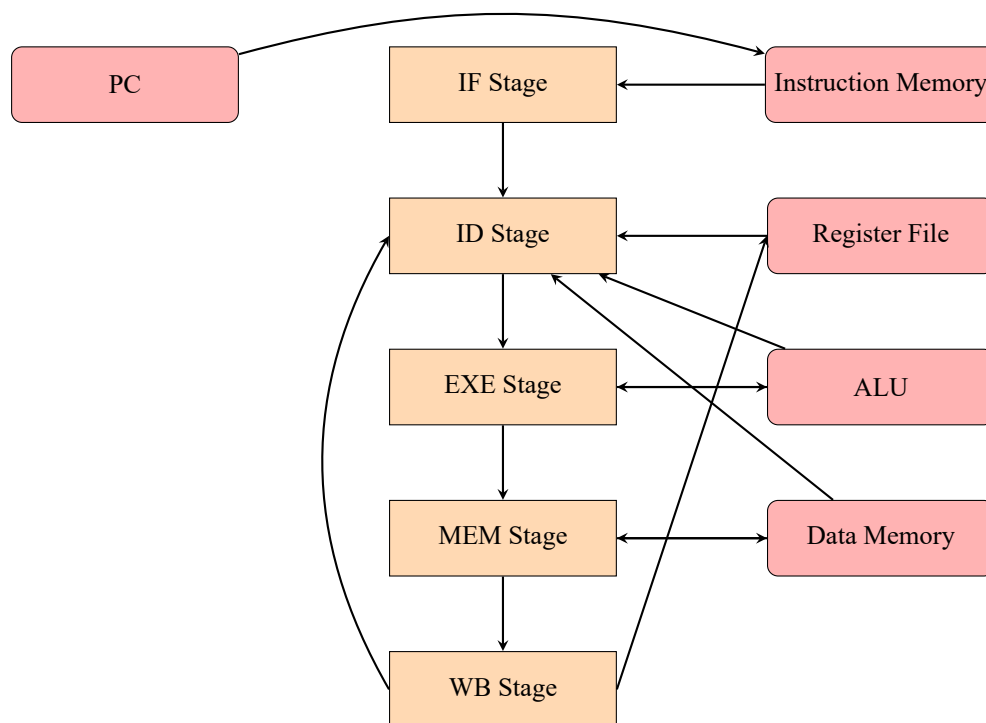 PC
IF Stage
Instruction Memory
ID Stage
Register File
EXE Stage
ALU
MEM Stage
Data Memory
WB Stage